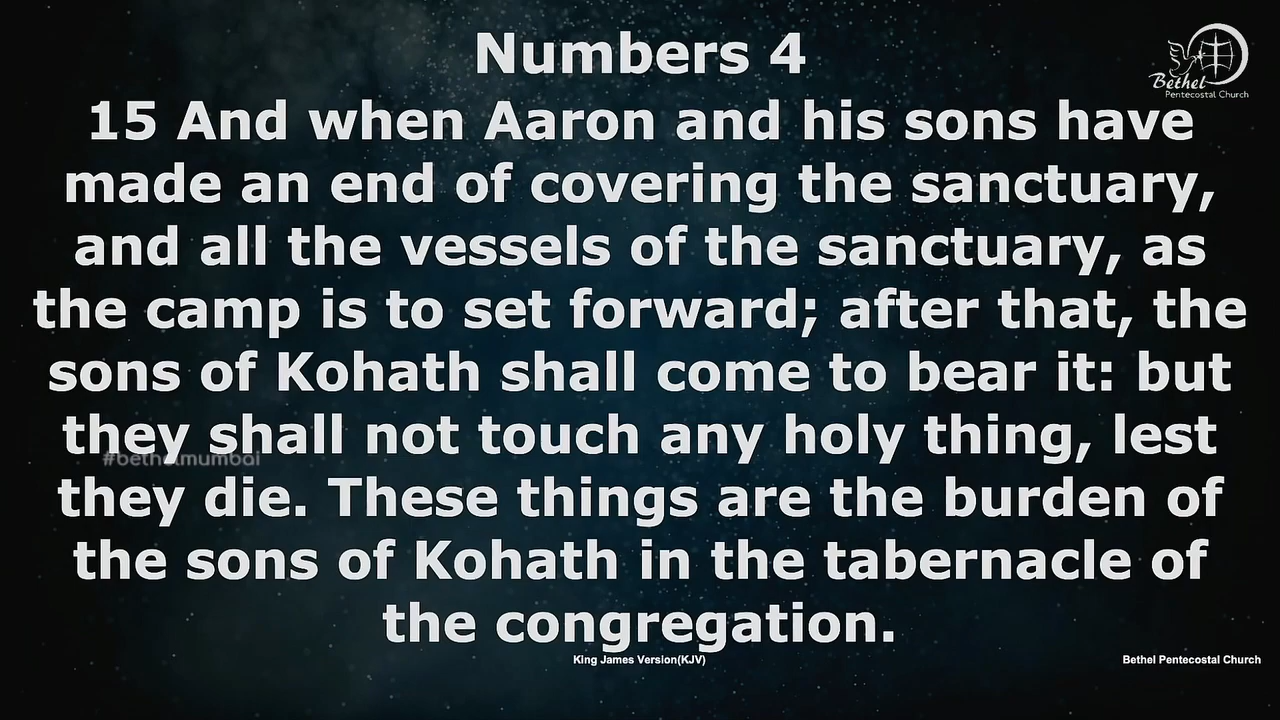 Numbers 4
Bethel
Pentecostal Church
15 And when Aaron and his sons have
made an end of covering the sanctuary,
and all the vessels of the sanctuary, as
the camp is to set forward; after that, the
sons of Kohath shall come to bear it: but
they shall not touch any holy thing, lest
#bethelmumbai
they die. These things are the burden of
the sons of Kohath in the tabernacle of
the congregation.
King James Version(KJV)
Bethel Pentecostal Church